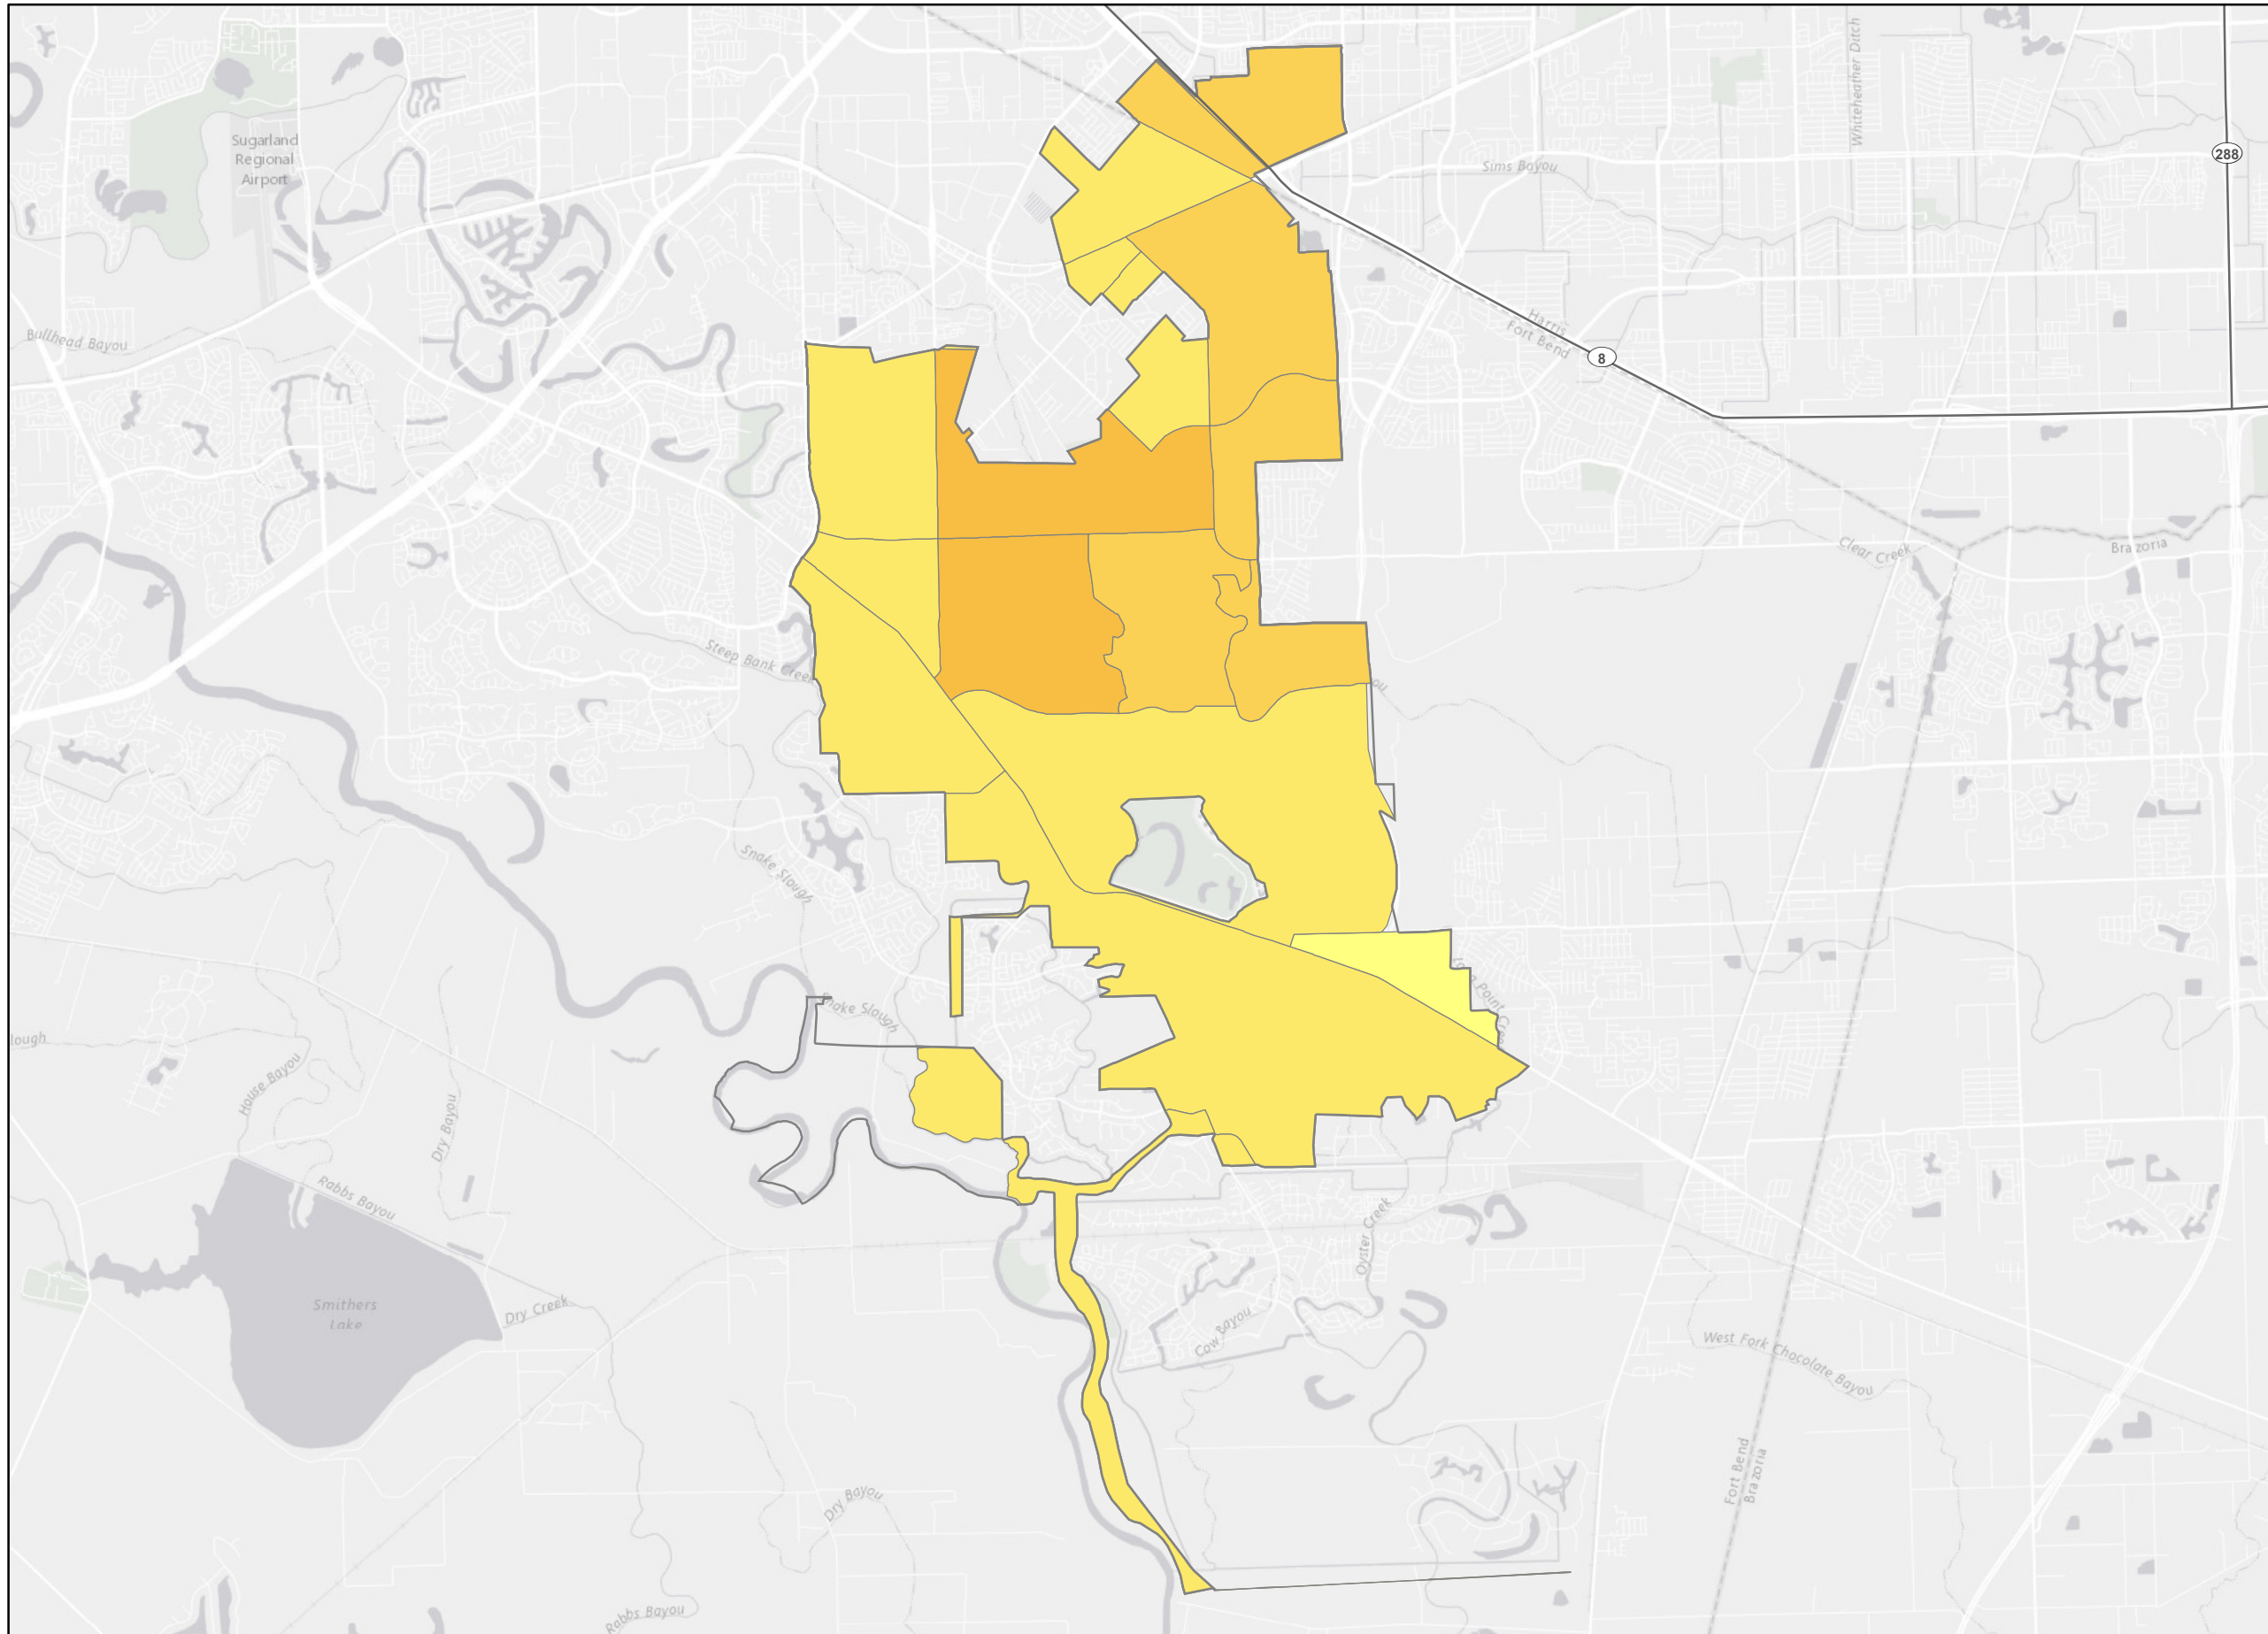 Whiteheather Ditch
Sugarland
Regional
Airport
288
Sims Bayou
Bullhead Bayou
Harris
Fort Bend
8
Clear Creek
Brazoria
Steep Bank Creek
Snake Slough
Snake Slough
House Bayou
Dry Bayou
Rabbs Bayou
Oyster Creek
Smithers
Lake
Dry Creek
Cow Bayou
West Fork Chocolate Bayou
Fort Bend
Brazoria
Dry Bayou
Rabbs Bayou